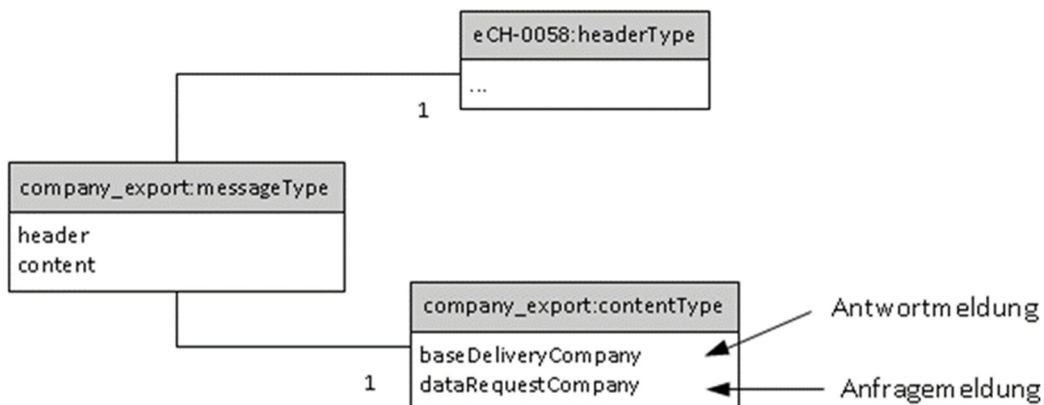 eCH-0058:headerType
...
1
company_export:messageType
header
content
company_export:contentType
Antwortmeldung
baseDeliveryCompany
1
dataRequestCompany
Anfragemeldung